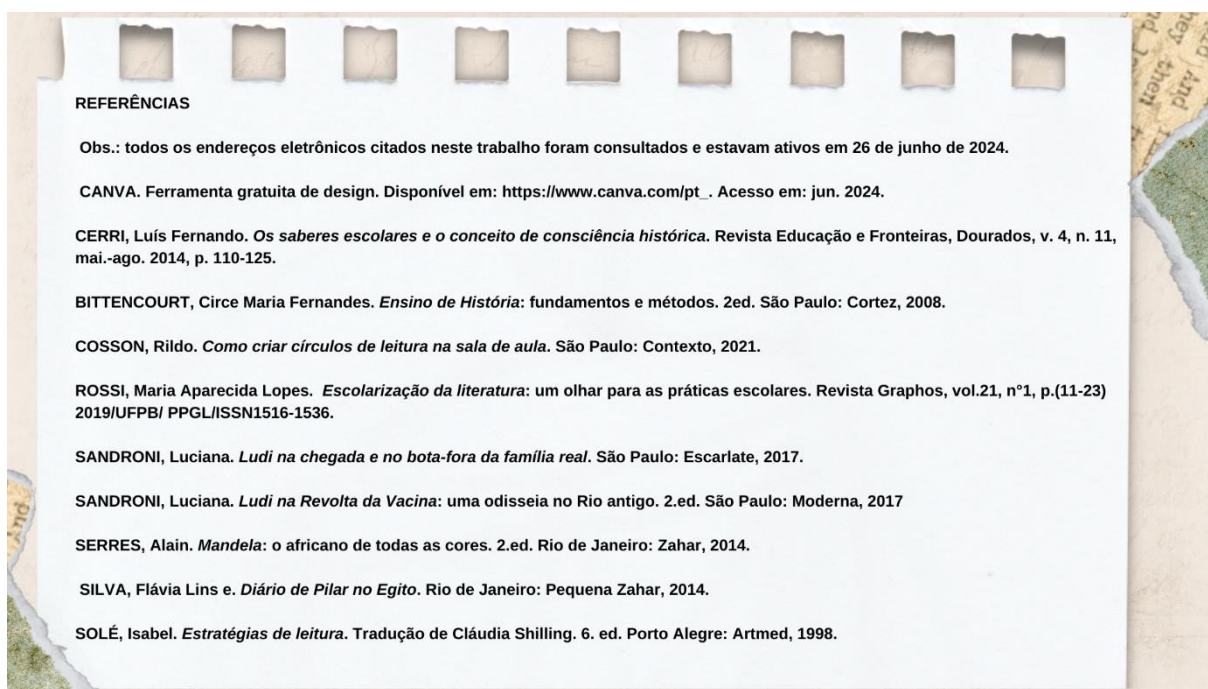 REFERÊNCIAS
Obs.: todos os endereços eletrônicos citados neste trabalho foram consultados e estavam ativos em 26 de junho de 2024.
CANVA. Ferramenta gratuita de design. Disponível em: https://www.canva.com/pt_. Acesso em: jun. 2024.
CERRI, Luís Fernando. Os saberes escolares e o conceito de consciência histórica. Revista Educação e Fronteiras, Dourados, v. 4, n. 11,
mai.-ago. 2014, p. 110-125.
BITTENCOURT, Circe Maria Fernandes. Ensino de História: fundamentos e métodos. 2ed. São Paulo: Cortez, 2008.
COSSON, Rildo. Como criar círculos de leitura na sala de aula. São Paulo: Contexto, 2021.
ROSSI, Maria Aparecida Lopes. Escolarização da literatura: um olhar para as práticas escolares. Revista Graphos, vol.21, n°1, p.(11-23)
2019/UFPB/ PPGL/ISSN1516-1536.
SANDRONI, Luciana. Ludi na chegada e no bota-fora da família real. São Paulo: Escarlate, 2017.
SANDRONI, Luciana. Ludi na Revolta da Vacina: uma odisseia no Rio antigo. 2.ed. São Paulo: Moderna, 2017
SERRES, Alain. Mandela: o africano de todas as cores. 2.ed. Rio de Janeiro: Zahar, 2014.
SILVA, Flávia Lins e. Diário de Pilar no Egito. Rio de Janeiro: Pequena Zahar, 2014.
SOLÉ, Isabel. Estratégias de leitura. Tradução de Cláudia Shilling. 6. ed. Porto Alegre: Artmed, 1998.